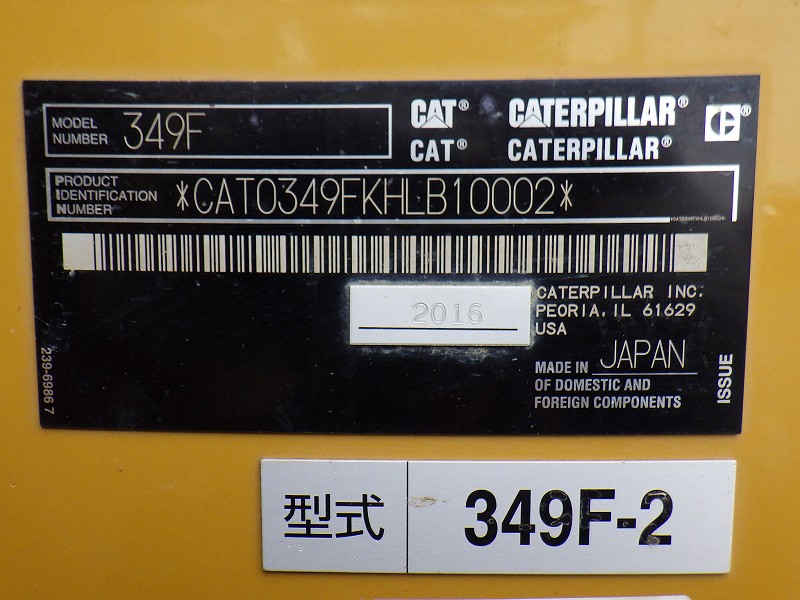 MODEL NUMBER 349F
CAT® CATERPILLAR®
CAT® CATERPILLAR®
PRODUCT IDENTIFICATION NUMBER *CAT0349FKHLB10002*
2016
CATERPILLAR INC.
PEORIA, IL 61629
USA
MADE IN JAPAN
OF DOMESTIC AND
FOREIGN COMPONENTS
239-6986 7
ISSUE
型式 349F-2